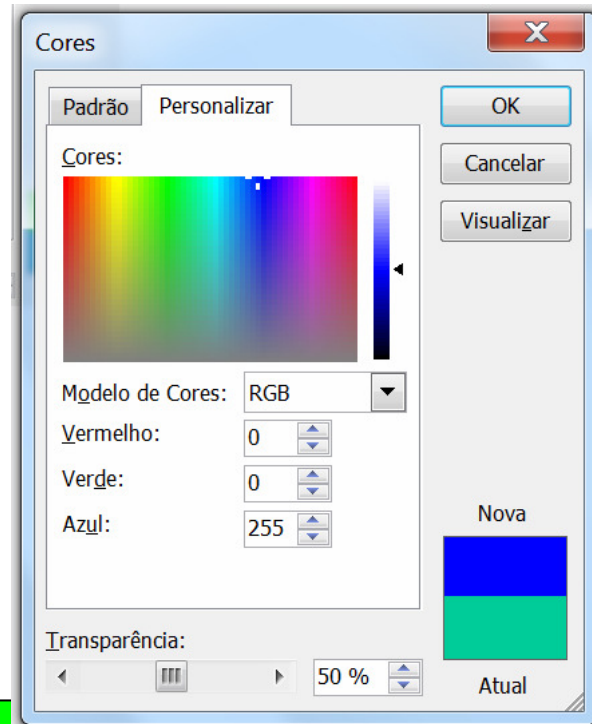 Cores
Padrão Personalizar
Cores:
Modelo de Cores: RGB
Vermelho: 0
Verde: 0
Azul: 255
Transparência:
50 %
OK
Cancelar
Visualizar
Nova
Atual